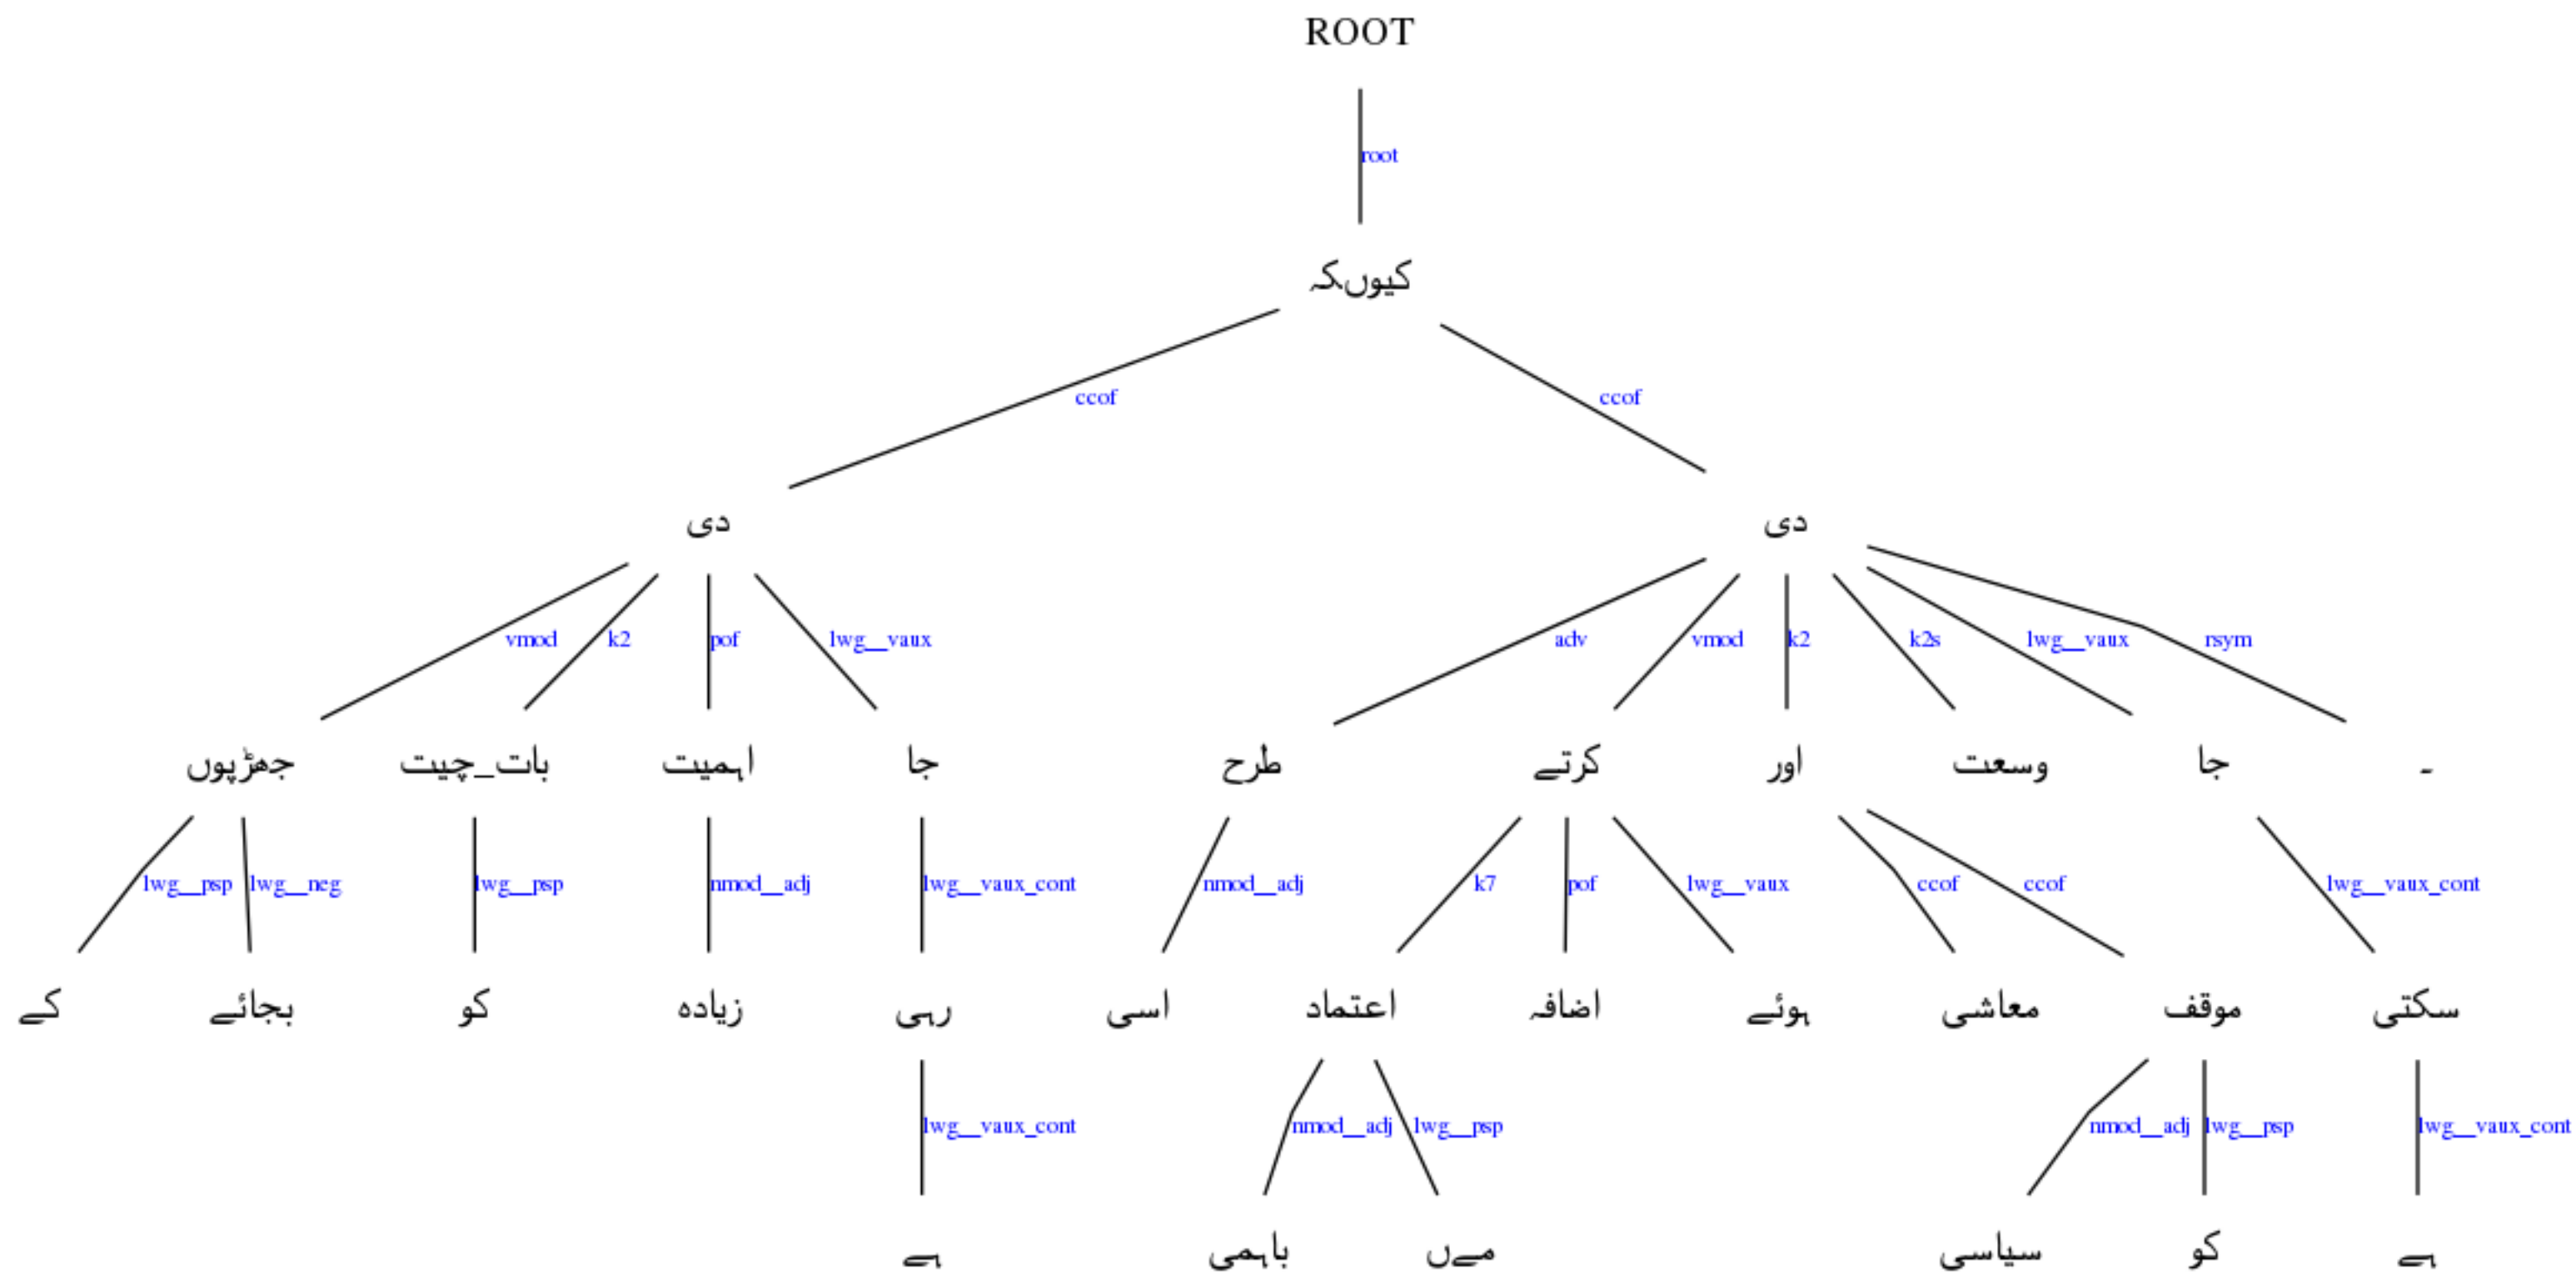 ROOT
root
کیوں‌کہ
ccof ccof
دی دی
vmod k2 pof lwg__vaux adv vmod k2 k2s lwg__vaux rsym
جھڑپوں بات_چیت اہمیت جا طرح کرتے اور وسعت جا ۔
lwg__psp lwg__neg lwg__psp nmod__adj lwg__vaux_cont nmod__adj k7 pof lwg__vaux ccof ccof lwg__vaux_cont
کے بجائے کو زیادہ رہی اسی اعتماد اضافہ ہوئے معاشی موقف سکتی
lwg__vaux_cont nmod__adj lwg__psp nmod__adj lwg__psp lwg__vaux_cont
ہے باہمی مےں سیاسی کو ہے